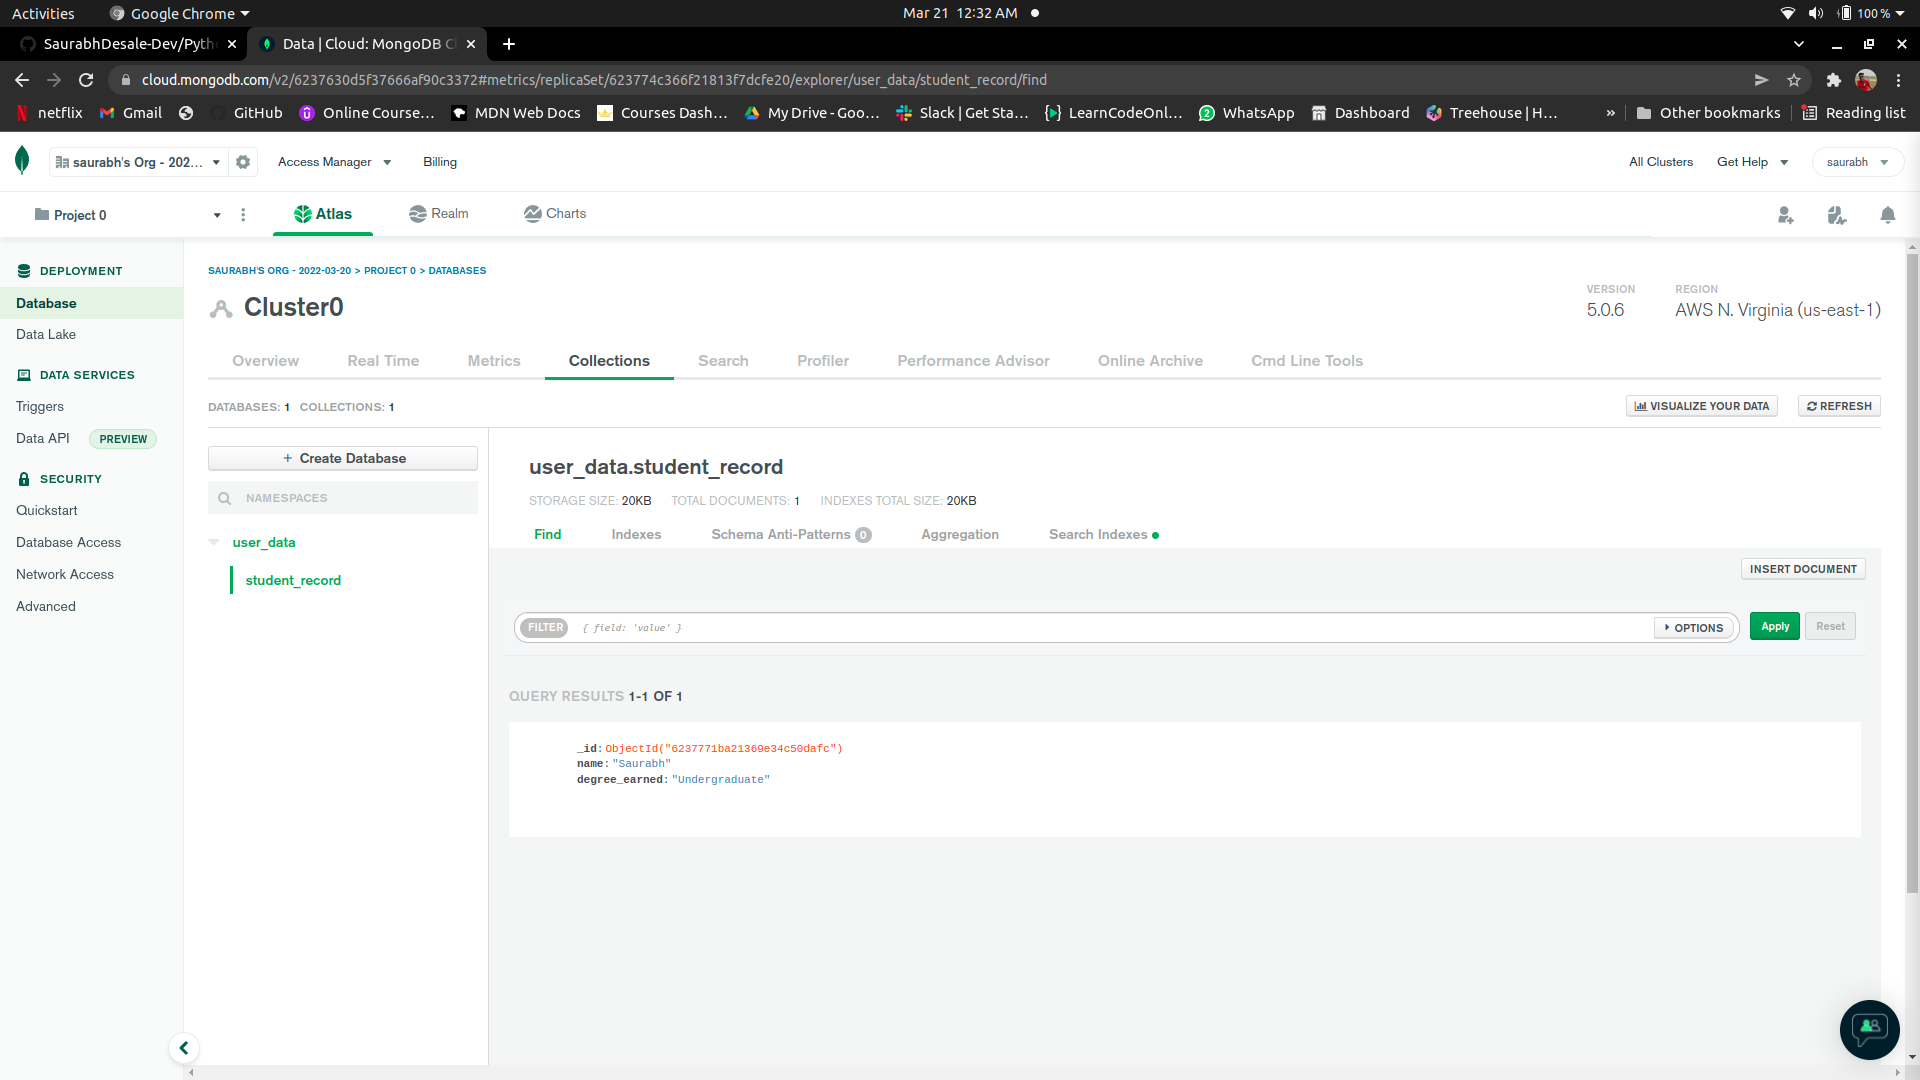 Activities Google Chrome Mar 21 12:32 AM 100 %
SaurabhDesale-Dev/Pyth Data | Cloud: MongoDB Cl
cloud.mongodb.com/v2/6237630d5f37666af90c3372#metrics/replicaSet/623774c366f21813f7dcfe20/explorer/user_data/student_record/find
netflix Gmail GitHub Online Course... MDN Web Docs Courses Dash... My Drive - Goo... Slack | Get Sta... LearnCodeOnl... WhatsApp Dashboard Treehouse | H... » Other bookmarks Reading list
saurabh's Org - 202... Access Manager Billing All Clusters Get Help saurabh
Project 0 Atlas Realm Charts
DEPLOYMENT
Database
Data Lake
DATA SERVICES
Triggers
Data API PREVIEW
SECURITY
Quickstart
Database Access
Network Access
Advanced
SAURABH'S ORG - 2022-03-20 > PROJECT 0 > DATABASES
Cluster0
VERSION
5.0.6
REGION
AWS N. Virginia (us-east-1)
Overview Real Time Metrics Collections Search Profiler Performance Advisor Online Archive Cmd Line Tools
DATABASES: 1 COLLECTIONS: 1
VISUALIZE YOUR DATA REFRESH
+ Create Database
NAMESPACES
user_data
student_record
user_data.student_record
STORAGE SIZE: 20KB TOTAL DOCUMENTS: 1 INDEXES TOTAL SIZE: 20KB
Find Indexes Schema Anti-Patterns 0 Aggregation Search Indexes
INSERT DOCUMENT
FILTER { field: 'value' } OPTIONS Apply Reset
QUERY RESULTS 1-1 OF 1
_id: ObjectId("6237771ba21369e34c50dafc")
name: "Saurabh"
degree_earned: "Undergraduate"